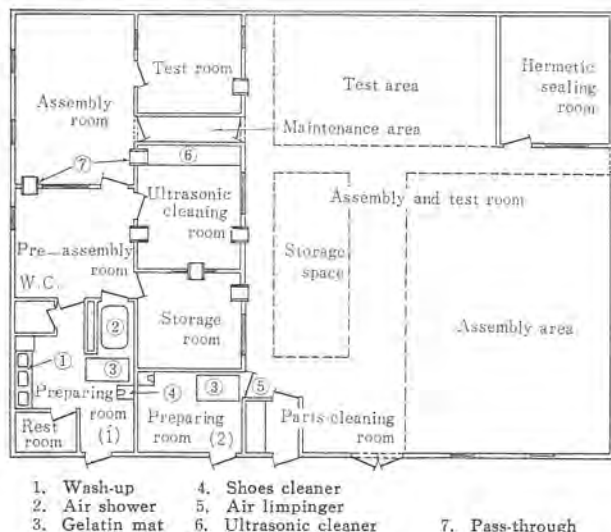 Test room
Assembly
room
Test area
Hermetic
sealing
room
Maintenance area
⑦
⑥
Ultrasonic
cleaning
room
Assembly and test room
Pre-assembly
room
W.C.
Storage
space
②
Storage
room
Assembly area
①
③
④
③
⑤
Preparing
room
(1)
Preparing
room (2)
Parts-cleaning
room
Rest
room
1. Wash-up
2. Air shower
3. Gelatin mat
4. Shoes cleaner
5. Air limpinger
6. Ultrasonic cleaner
7. Pass-through